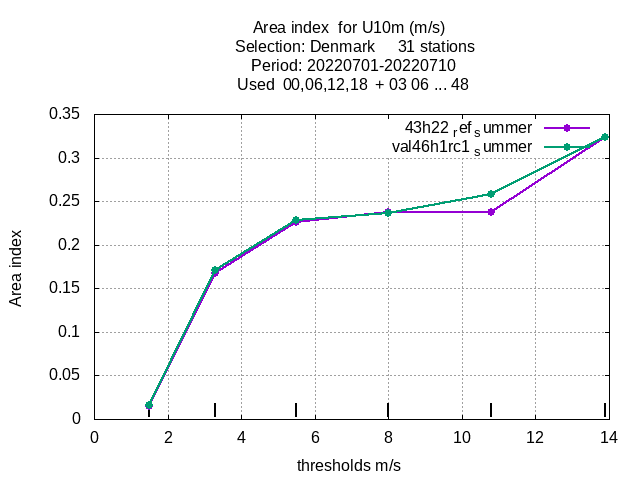 Area index  for U10m (m/s)
Selection: Denmark     31 stations
Period: 20220701-20220710
Used  00,06,12,18  + 03 06 ... 48
0.35
0.3
0.25
0.2
0.15
0.1
0.05
0
Area index
43h22 ref summer
val46h1rc1 summer
0 2 4 6 8 10 12 14
thresholds m/s